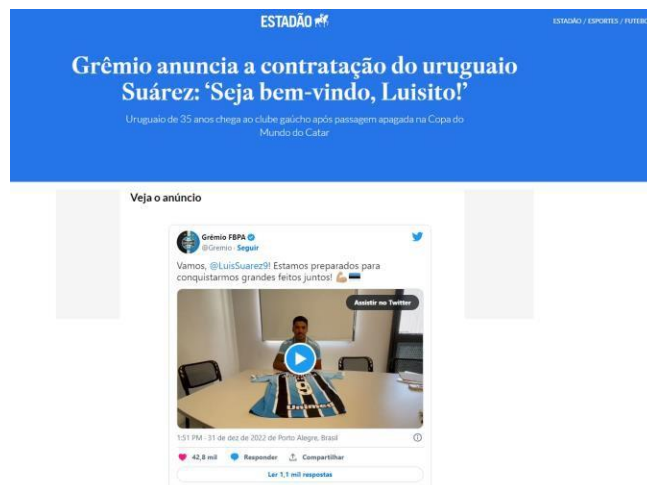 ESTADÃO
ESTADÃO / ESPORTES / FUTEBO
Grêmio anuncia a contratação do uruguaio
Suárez: ‘Seja bem-vindo, Luisito!’
Uruguaio de 35 anos chega ao clube gaúcho após passagem apagada na Copa do
Mundo do Catar
Veja o anúncio
Grêmio FBPA
@Gremio · Seguir
Vamos, @LuisSuarez9! Estamos preparados para
conquistarmos grandes feitos juntos!
Assistir no Twitter
9
Unimed
1:51 PM · 31 de dez de 2022 de Porto Alegre, Brasil
42,8 mil Responder Compartilhar
Ler 1,1 mil respostas